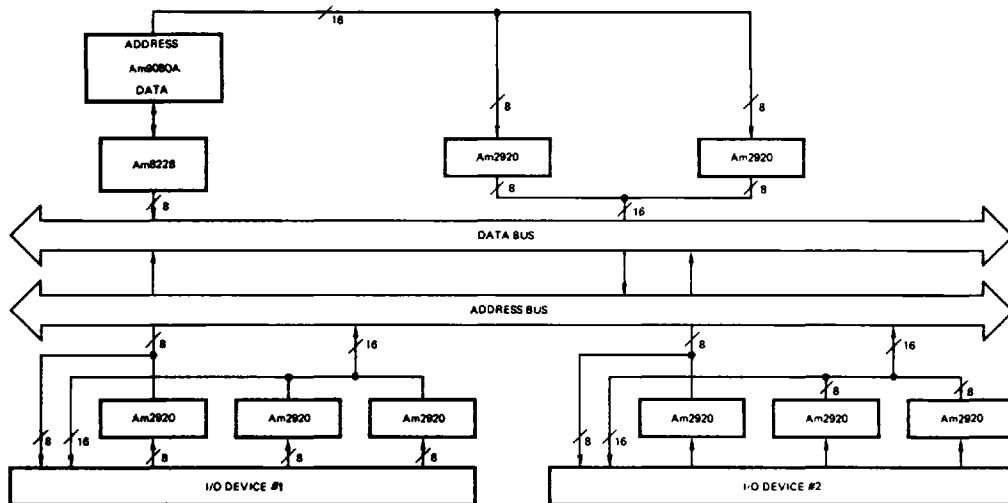 16
ADDRESS
Am9080A
DATA
8
8
Am8228
Am2920
Am2920
8
8
8
16
DATA BUS
ADDRESS BUS
8
16
8
16
8
8
Am2920
Am2920
Am2920
Am2920
Am2920
Am2920
8
16
8
8
8
8
16
I/O DEVICE #1
I/O DEVICE #2